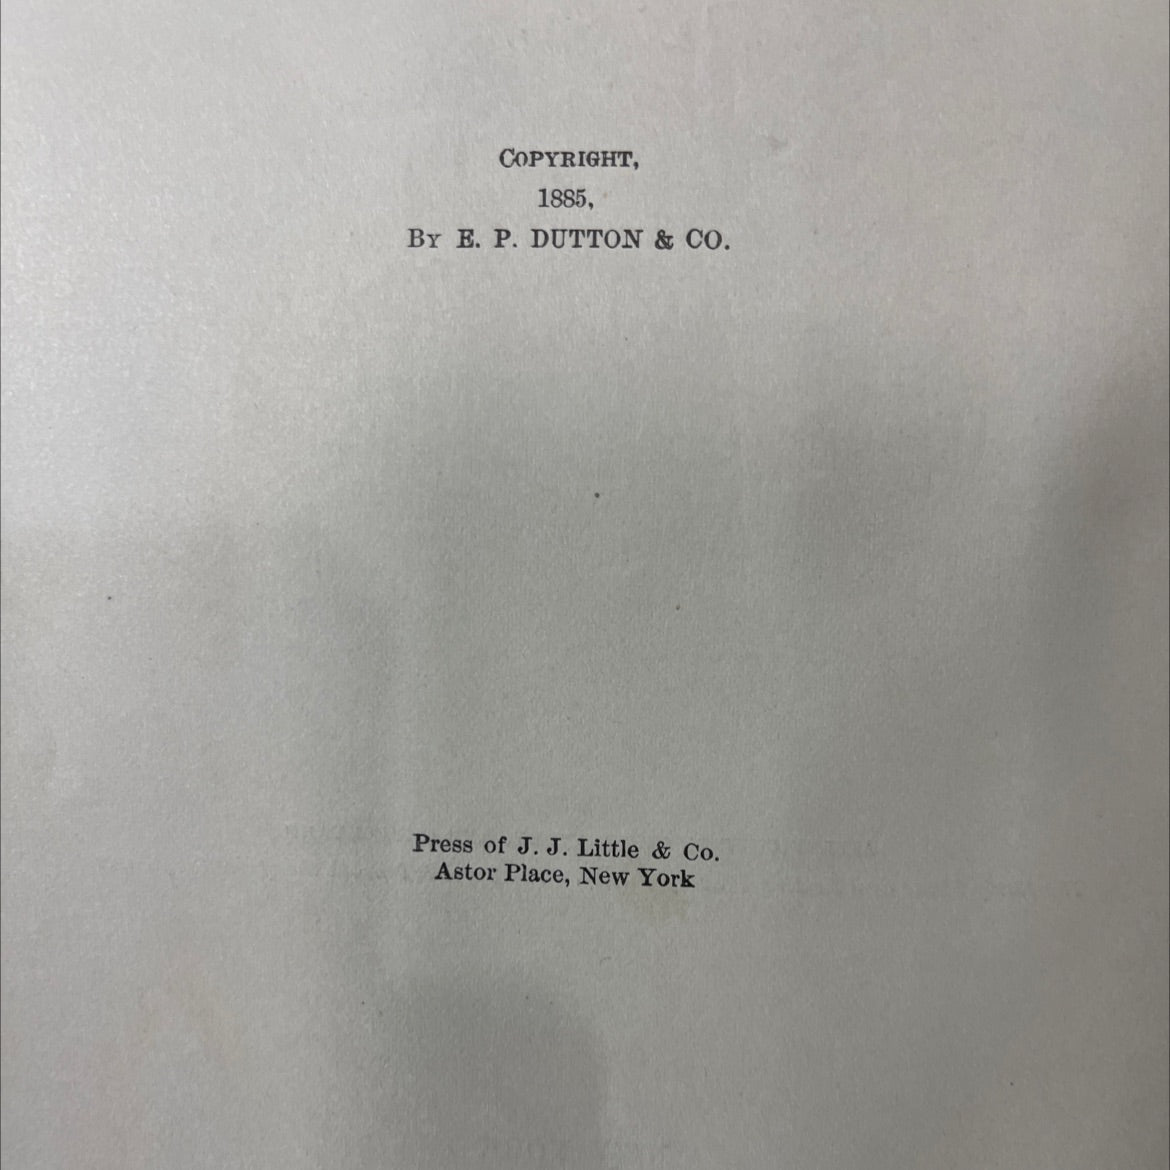 COPYRIGHT,
1885,
BY E. P. DUTTON & CO.
Press of J. J. Little & Co.
Astor Place, New York